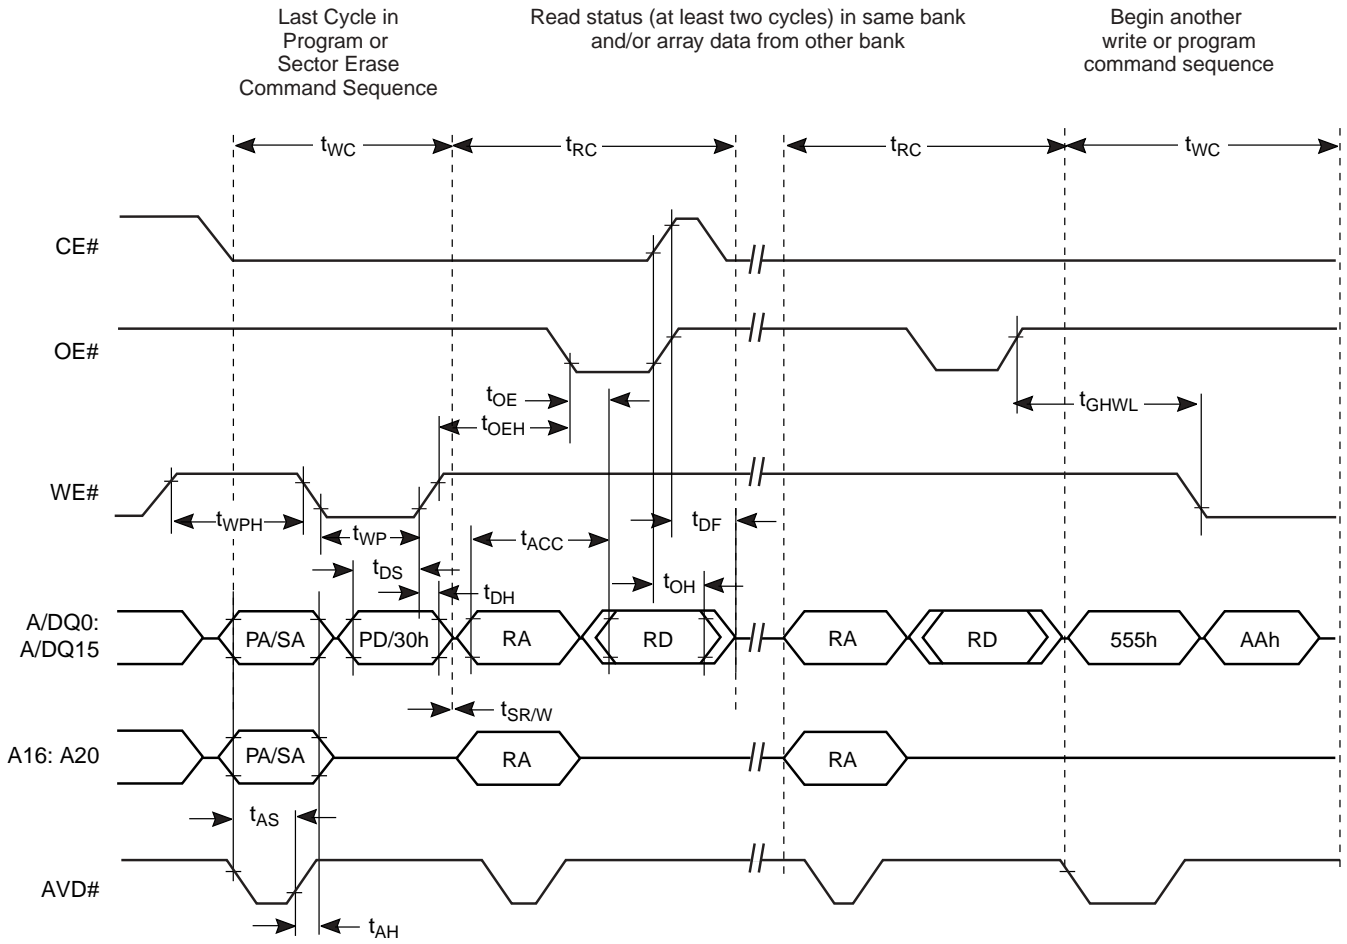 Last Cycle in
Program or
Sector Erase
Command Sequence
Read status (at least two cycles) in same bank
and/or array data from other bank
Begin another
write or program
command sequence
tWC
tRC
tRC
tWC
CE#
OE#
tOE
tGHWL
tOEH
WE#
tWPH
tWP
tACC
tDF
tDS
tOH
tDH
A/DQ0:
A/DQ15
PA/SA
PD/30h
RA
RD
RA
RD
555h
AAh
tSR/W
A16: A20
PA/SA
RA
RA
tAS
AVD#
tAH